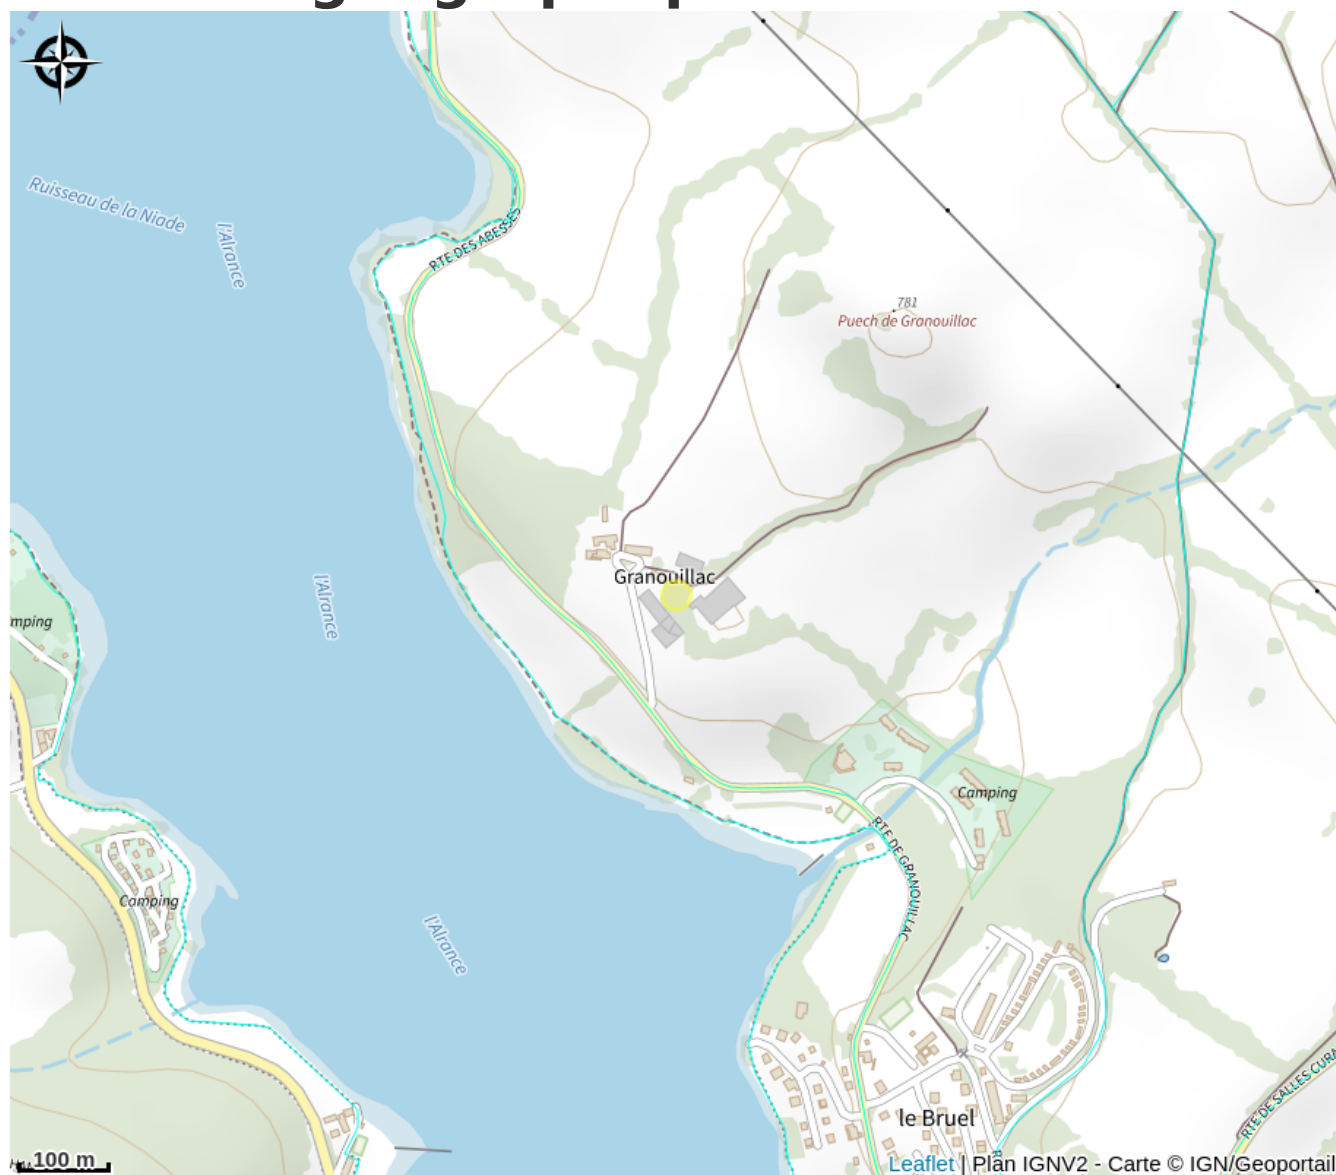 Ruisseau de la Niade
l'Alrance
RTE DES ABESSES
781
Puech de Granouillac
Granouillac
l'Alrance
mping
Camping
RTE DE GRANOUILLAC
Camping
l'Alrance
le Bruel
RTE DE SALLES CURA
100 m
Leaflet | Plan IGNV2 - Carte © IGN/Geoportail